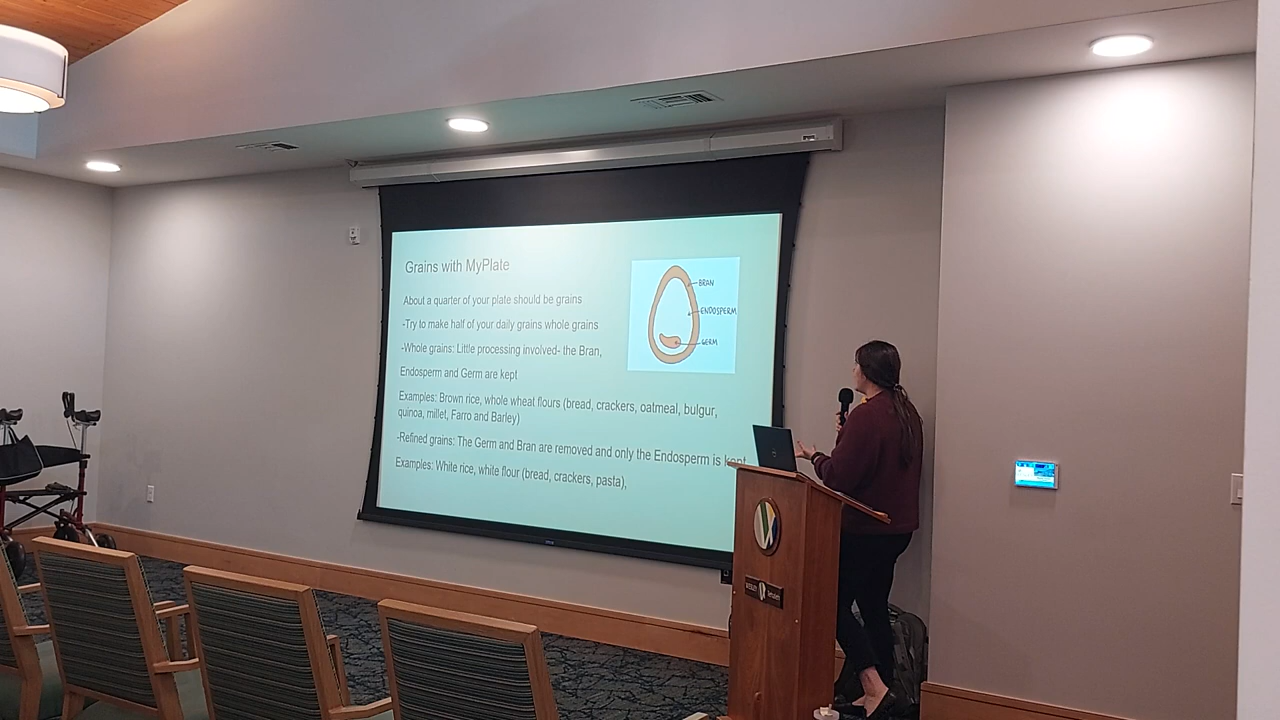 Grains with MyPlate
About a quarter of your plate should be grains
-Try to make half of your daily grains whole grains
-Whole grains: Little processing involved- the Bran,
Endosperm and Germ are kept
Examples: Brown rice, whole wheat flours (bread, crackers, oatmeal, bulgur,
quinoa, millet, Farro and Barley)
-Refined grains: The Germ and Bran are removed and only the Endosperm is kept
Examples: White rice, white flour (bread, crackers, pasta),
BRAN
ENDOSPERM
GERM